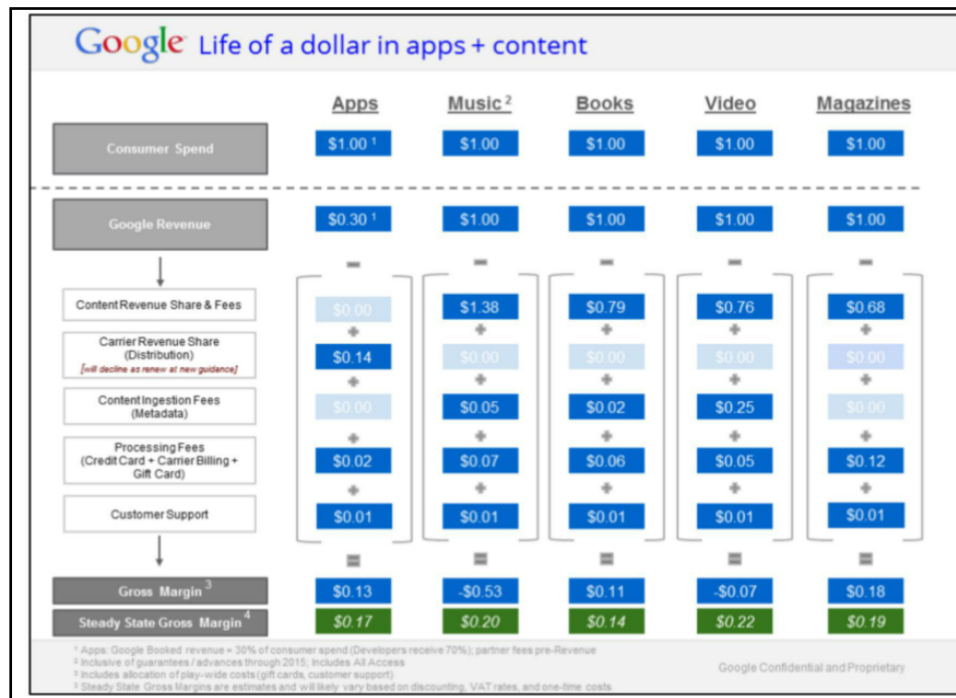 Google Life of a dollar in apps + content
Apps Music 2 Books Video Magazines
Consumer Spend $1.00 1 $1.00 $1.00 $1.00 $1.00
Google Revenue $0.30 1 $1.00 $1.00 $1.00 $1.00
− − − − −
Content Revenue Share & Fees $0.00 $1.38 $0.79 $0.76 $0.68
+ + + + +
Carrier Revenue Share
(Distribution) $0.14 $0.00 $0.00 $0.00 $0.00
[will decline as renew at new guidance]
+ + + + +
Content Ingestion Fees
(Metadata) $0.00 $0.05 $0.02 $0.25 $0.00
+ + + + +
Processing Fees
(Credit Card + Carrier Billing + $0.02 $0.07 $0.06 $0.05 $0.12
Gift Card)
+ + + + +
Customer Support $0.01 $0.01 $0.01 $0.01 $0.01
= = = = =
Gross Margin 3 $0.13 -$0.53 $0.11 -$0.07 $0.18
Steady State Gross Margin 4 $0.17 $0.20 $0.14 $0.22 $0.19
1 Apps: Google Booked revenue = 30% of consumer spend (Developers receive 70%); partner fees pre-Revenue
2 Inclusive of guarantees / advances through 2015; Includes All Access
3 Includes allocation of play-wide costs (gift cards, customer support)
3 Steady State Gross Margins are estimates and will likely vary based on discounting, VAT rates, and one-time costs
Google Confidential and Proprietary